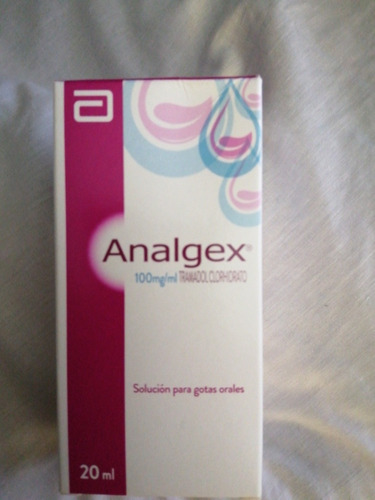 Analgex®
100mg/ml TRAMADOL CLORHIDRATO
Solución para gotas orales
20 ml